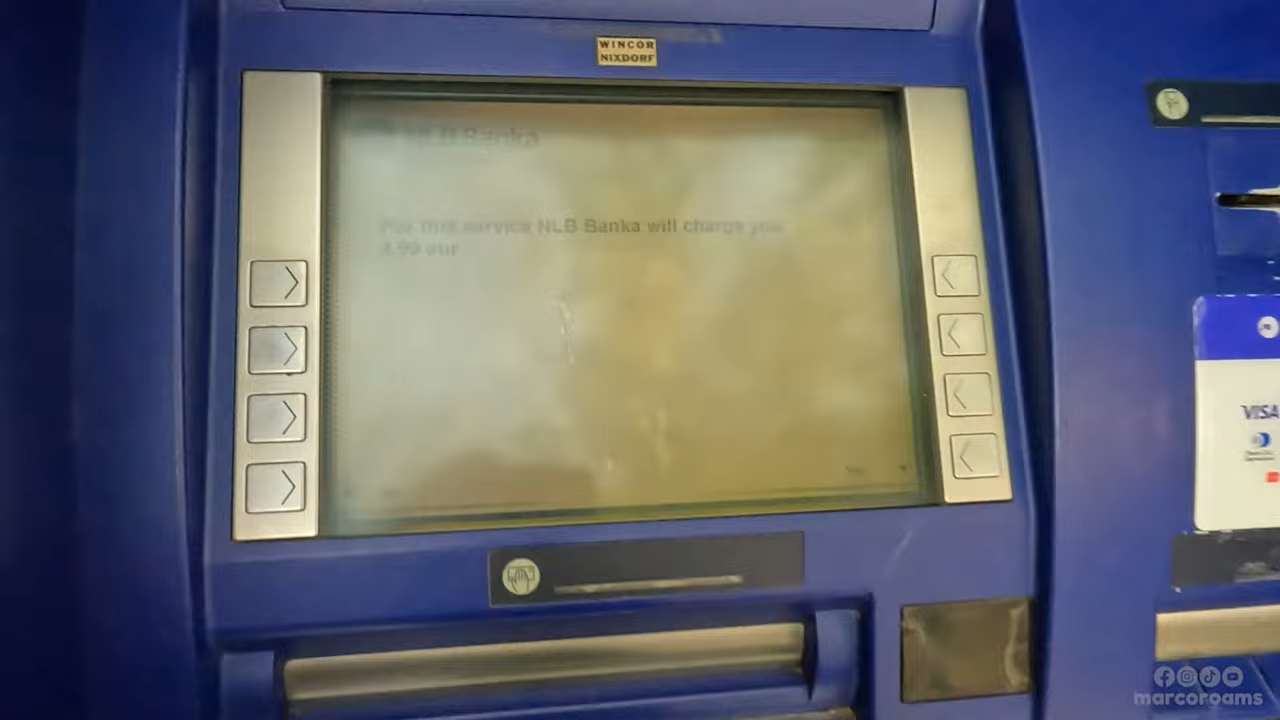 WINCOR
NIXDORF
NLB Banka
For this service NLB Banka will charge you
4.99 eur
VISA
marcoroams